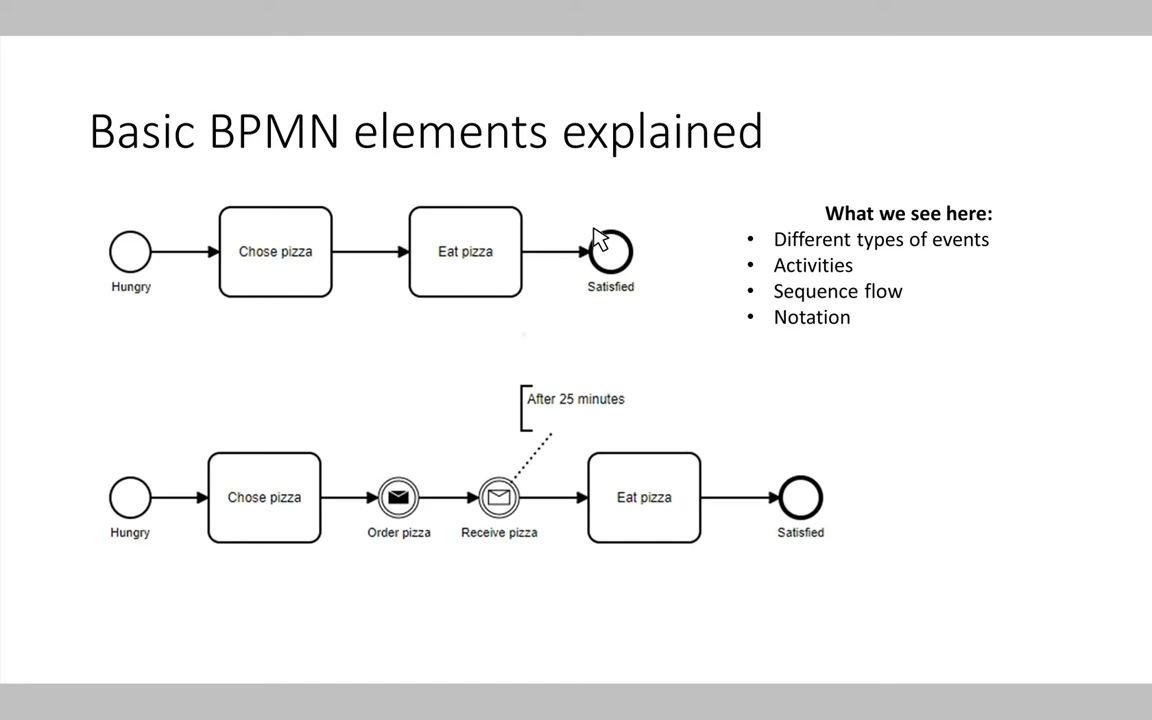 Basic BPMN elements explained
Chose pizza
Eat pizza
Hungry
Satisfied
What we see here:
• Different types of events
• Activities
• Sequence flow
• Notation
After 25 minutes
Chose pizza
Eat pizza
Hungry
Order pizza
Receive pizza
Satisfied